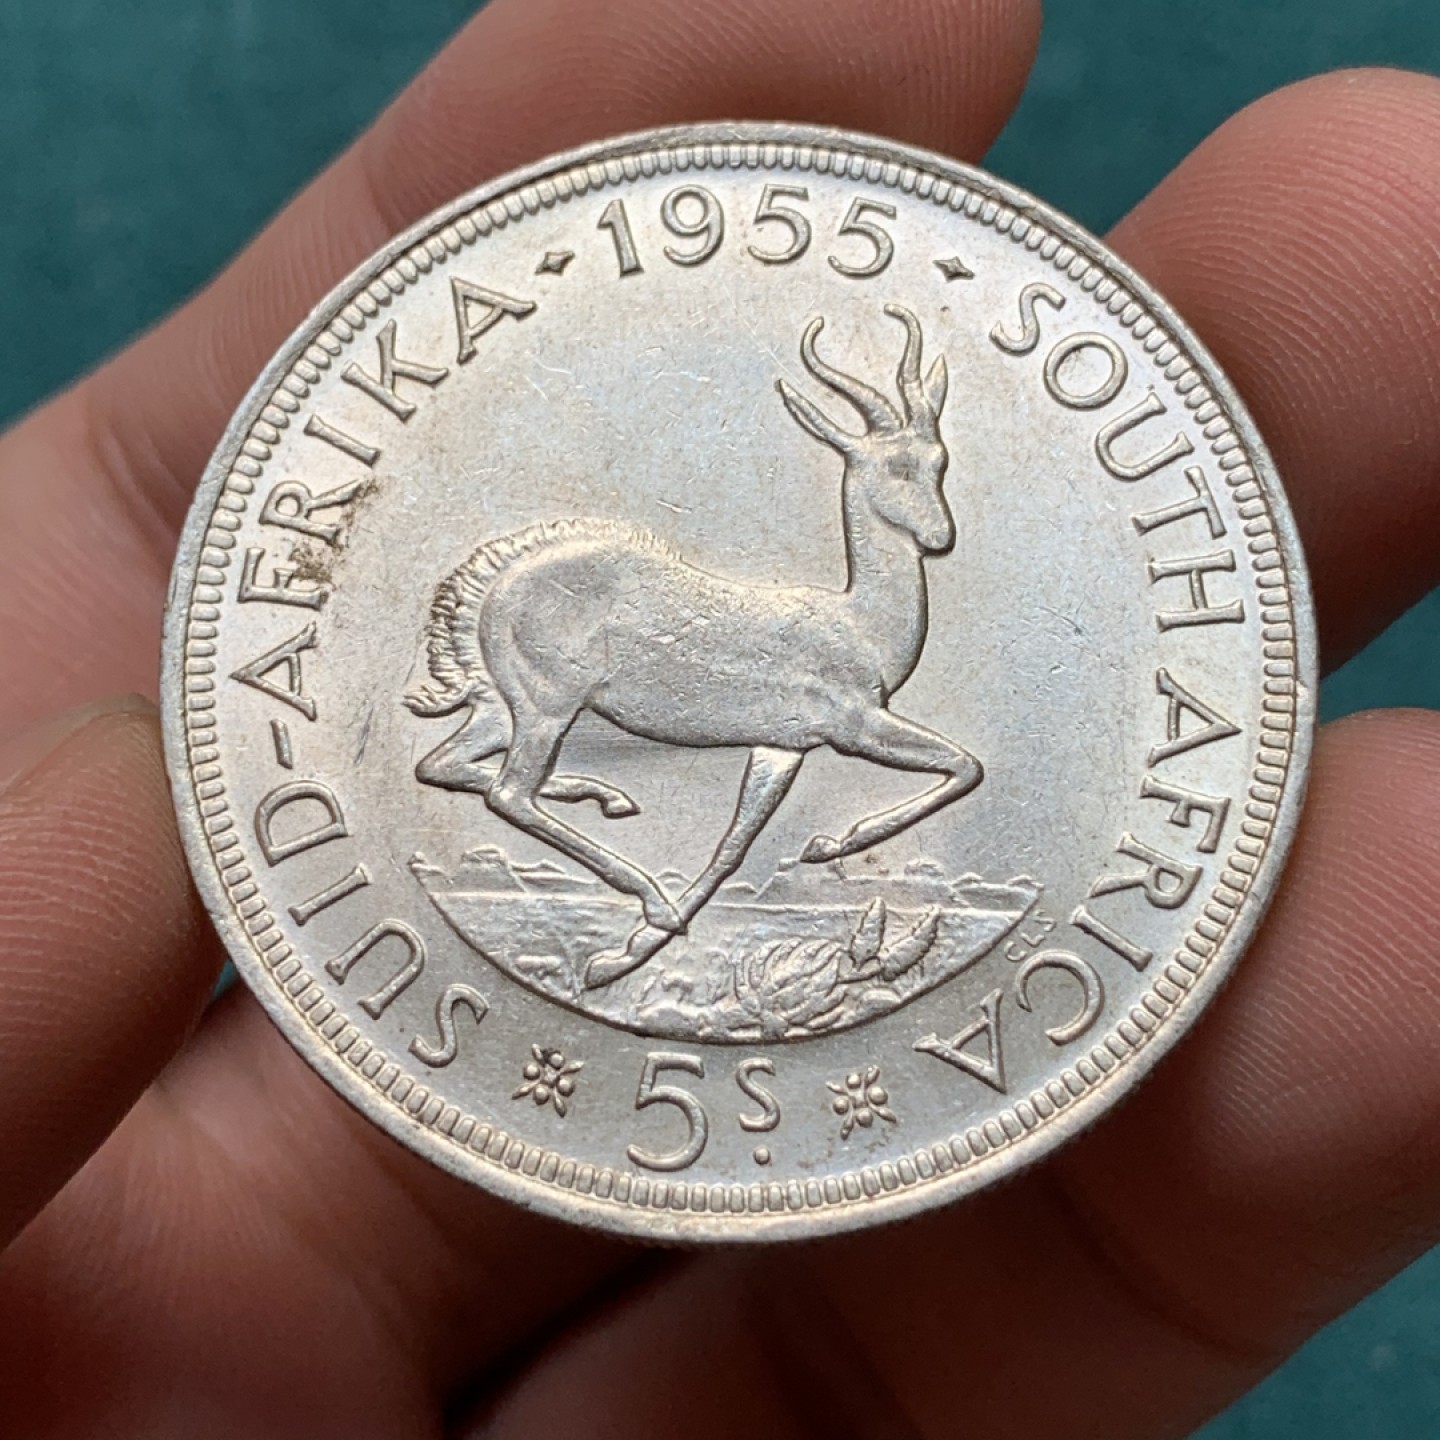 SUID-AFRIKA · 1955 · SOUTH AFRICA
CLS
5S.